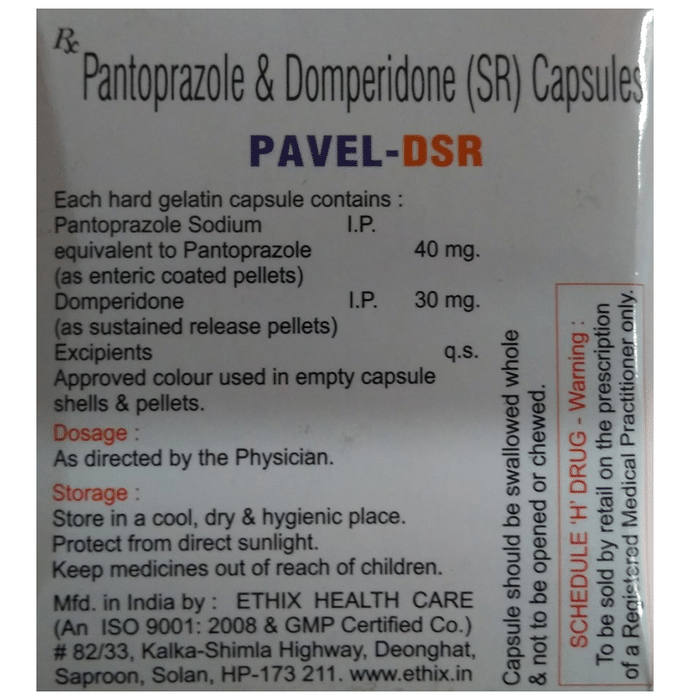 Rx
Pantoprazole & Domperidone (SR) Capsules
PAVEL-DSR
Each hard gelatin capsule contains :
Pantoprazole Sodium I.P.
equivalent to Pantoprazole 40 mg.
(as enteric coated pellets)
Domperidone I.P. 30 mg.
(as sustained release pellets)
Excipients q.s.
Approved colour used in empty capsule
shells & pellets.
Dosage :
As directed by the Physician.
Storage :
Store in a cool, dry & hygienic place.
Protect from direct sunlight.
Keep medicines out of reach of children.
Mfd. in India by : ETHIX HEALTH CARE
(An ISO 9001: 2008 & GMP Certified Co.)
# 82/33, Kalka-Shimla Highway, Deonghat,
Saproon, Solan, HP-173 211. www.ethix.in
Capsule should be swallowed whole
& not to be opened or chewed.
SCHEDULE 'H' DRUG - Warning :
To be sold by retail on the prescription
of a Registered Medical Practitioner only.